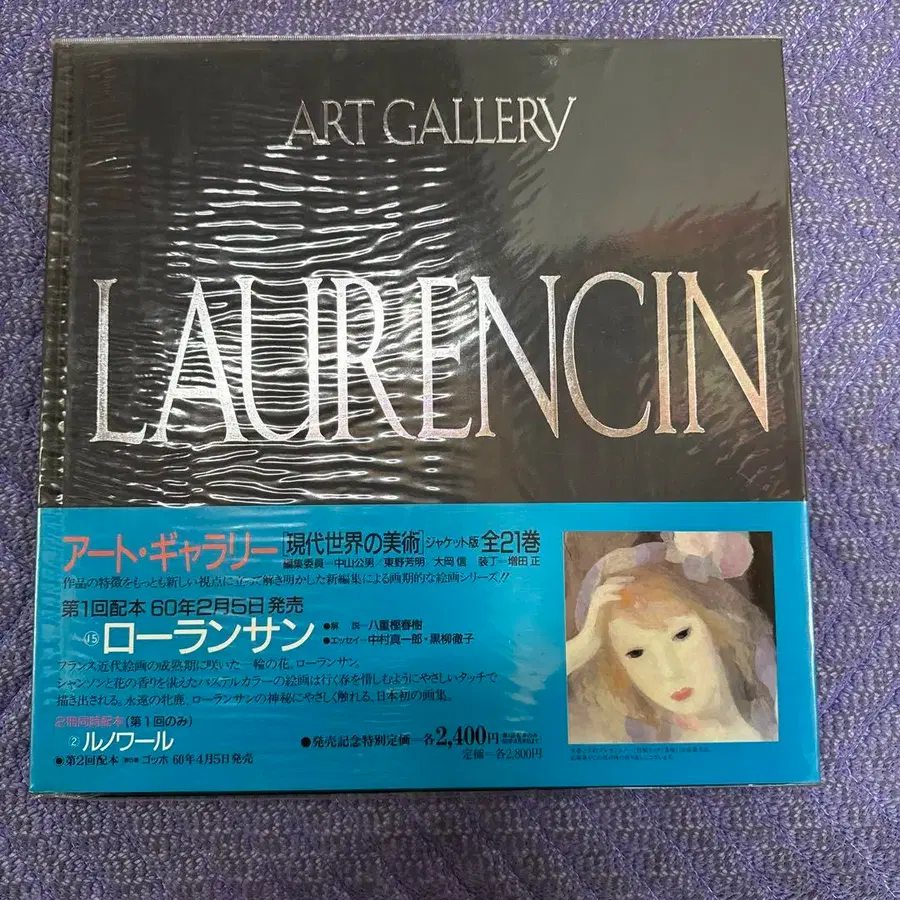 ART GALLERY
LAURENCIN
アート・ギャラリー[現代世界の美術]ジャケット版 全21巻
編集委員―中山公男/東野芳明/大岡信 装丁―増田正
作品の特徴をもっとも新しい視点に立って解き明かした新編集による画期的な絵画シリーズ!!
第1回配本 60年2月5日発売
⑮ローランサン
●解説―八重樫春樹
●エッセイ―中村真一郎・黒柳徹子
フランス近代絵画の成熟期に咲いた一輪の花、ローランサン。
シャンソンと花の香りを湛えたパステルカラーの絵画は行く春を惜しむようにやさしいタッチで
描き出される。永遠の牝鹿、ローランサンの神秘にやさしく触れる、日本初の画集。
2冊同時配本(第1回のみ)
②ルノワール
●第2回配本 ゴッホ 60年4月5日発売
●発売記念特別定価―各2,400円
定価―各2,800円